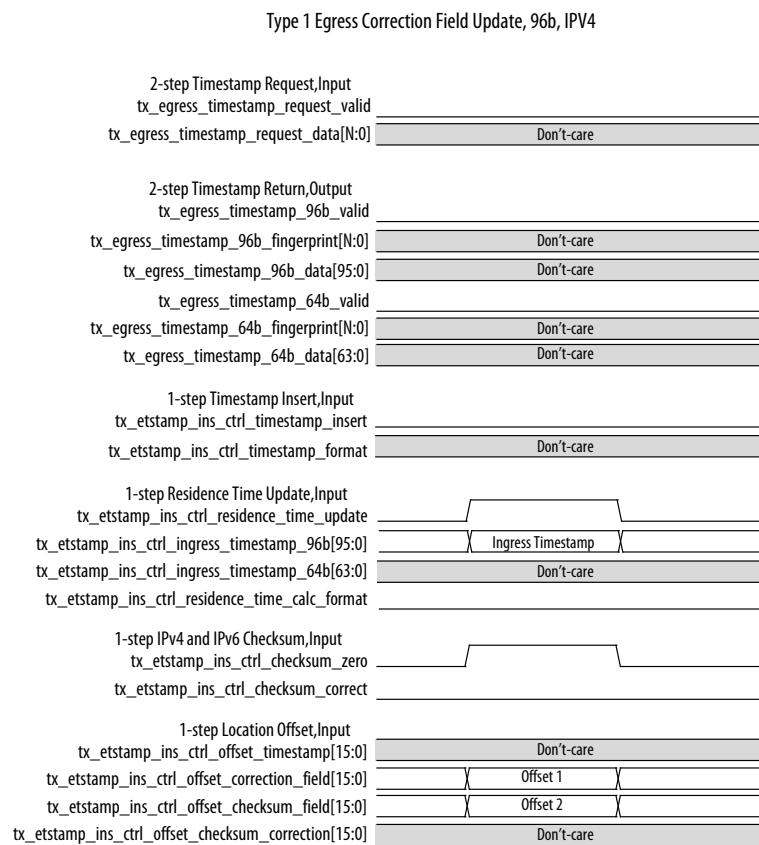 Type 1 Egress Correction Field Update, 96b, IPV4
2-step Timestamp Request,Input
tx_egress_timestamp_request_valid
tx_egress_timestamp_request_data[N:0] Don't-care
2-step Timestamp Return,Output
tx_egress_timestamp_96b_valid
tx_egress_timestamp_96b_fingerprint[N:0] Don't-care
tx_egress_timestamp_96b_data[95:0] Don't-care
tx_egress_timestamp_64b_valid
tx_egress_timestamp_64b_fingerprint[N:0] Don't-care
tx_egress_timestamp_64b_data[63:0] Don't-care
1-step Timestamp Insert,Input
tx_etstamp_ins_ctrl_timestamp_insert
tx_etstamp_ins_ctrl_timestamp_format Don't-care
1-step Residence Time Update,Input
tx_etstamp_ins_ctrl_residence_time_update
tx_etstamp_ins_ctrl_ingress_timestamp_96b[95:0] Ingress Timestamp
tx_etstamp_ins_ctrl_ingress_timestamp_64b[63:0] Don't-care
tx_etstamp_ins_ctrl_residence_time_calc_format
1-step IPv4 and IPv6 Checksum,Input
tx_etstamp_ins_ctrl_checksum_zero
tx_etstamp_ins_ctrl_checksum_correct
1-step Location Offset,Input
tx_etstamp_ins_ctrl_offset_timestamp[15:0] Don't-care
tx_etstamp_ins_ctrl_offset_correction_field[15:0] Offset 1
tx_etstamp_ins_ctrl_offset_checksum_field[15:0] Offset 2
tx_etstamp_ins_ctrl_offset_checksum_correction[15:0] Don't-care